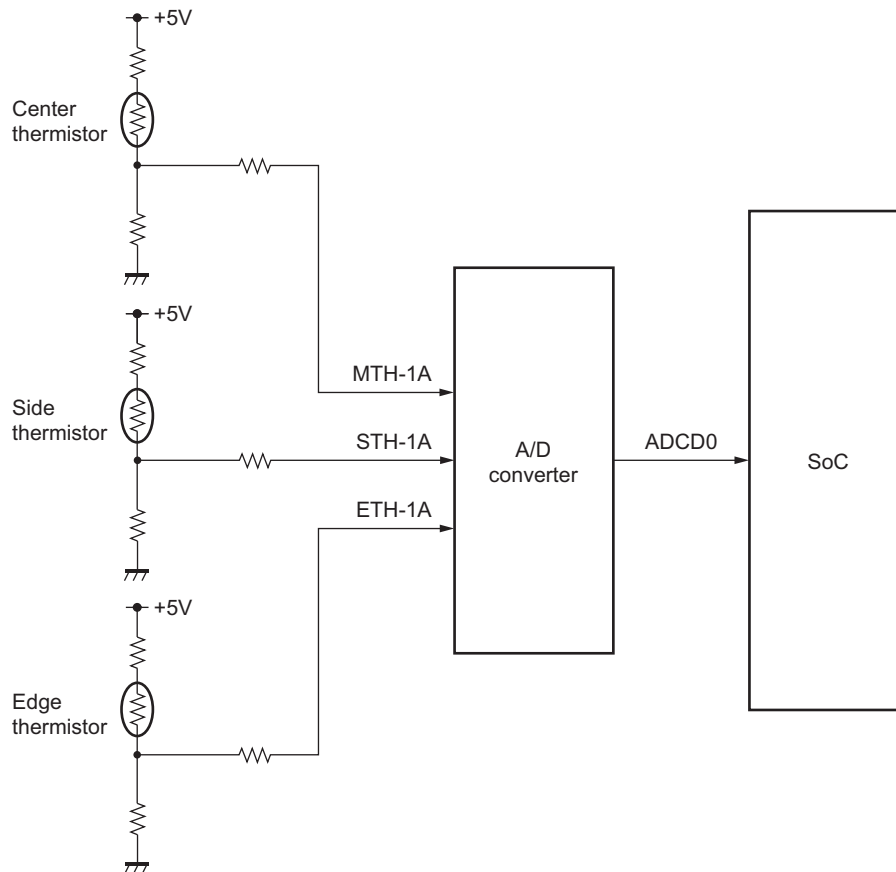 +5V
Center
thermistor
+5V
Side
thermistor
+5V
Edge
thermistor
MTH-1A
STH-1A
ETH-1A
A/D
converter
ADCD0
SoC